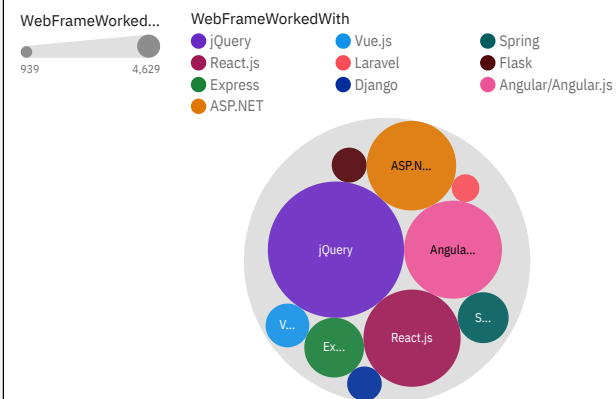 WebFrameWorked...
939
4,629
WebFrameWorkedWith
jQuery
Vue.js
Spring
React.js
Laravel
Flask
Express
Django
Angular/Angular.js
ASP.NET
ASP.N...
jQuery
Angula...
V...
S...
Ex...
React.js